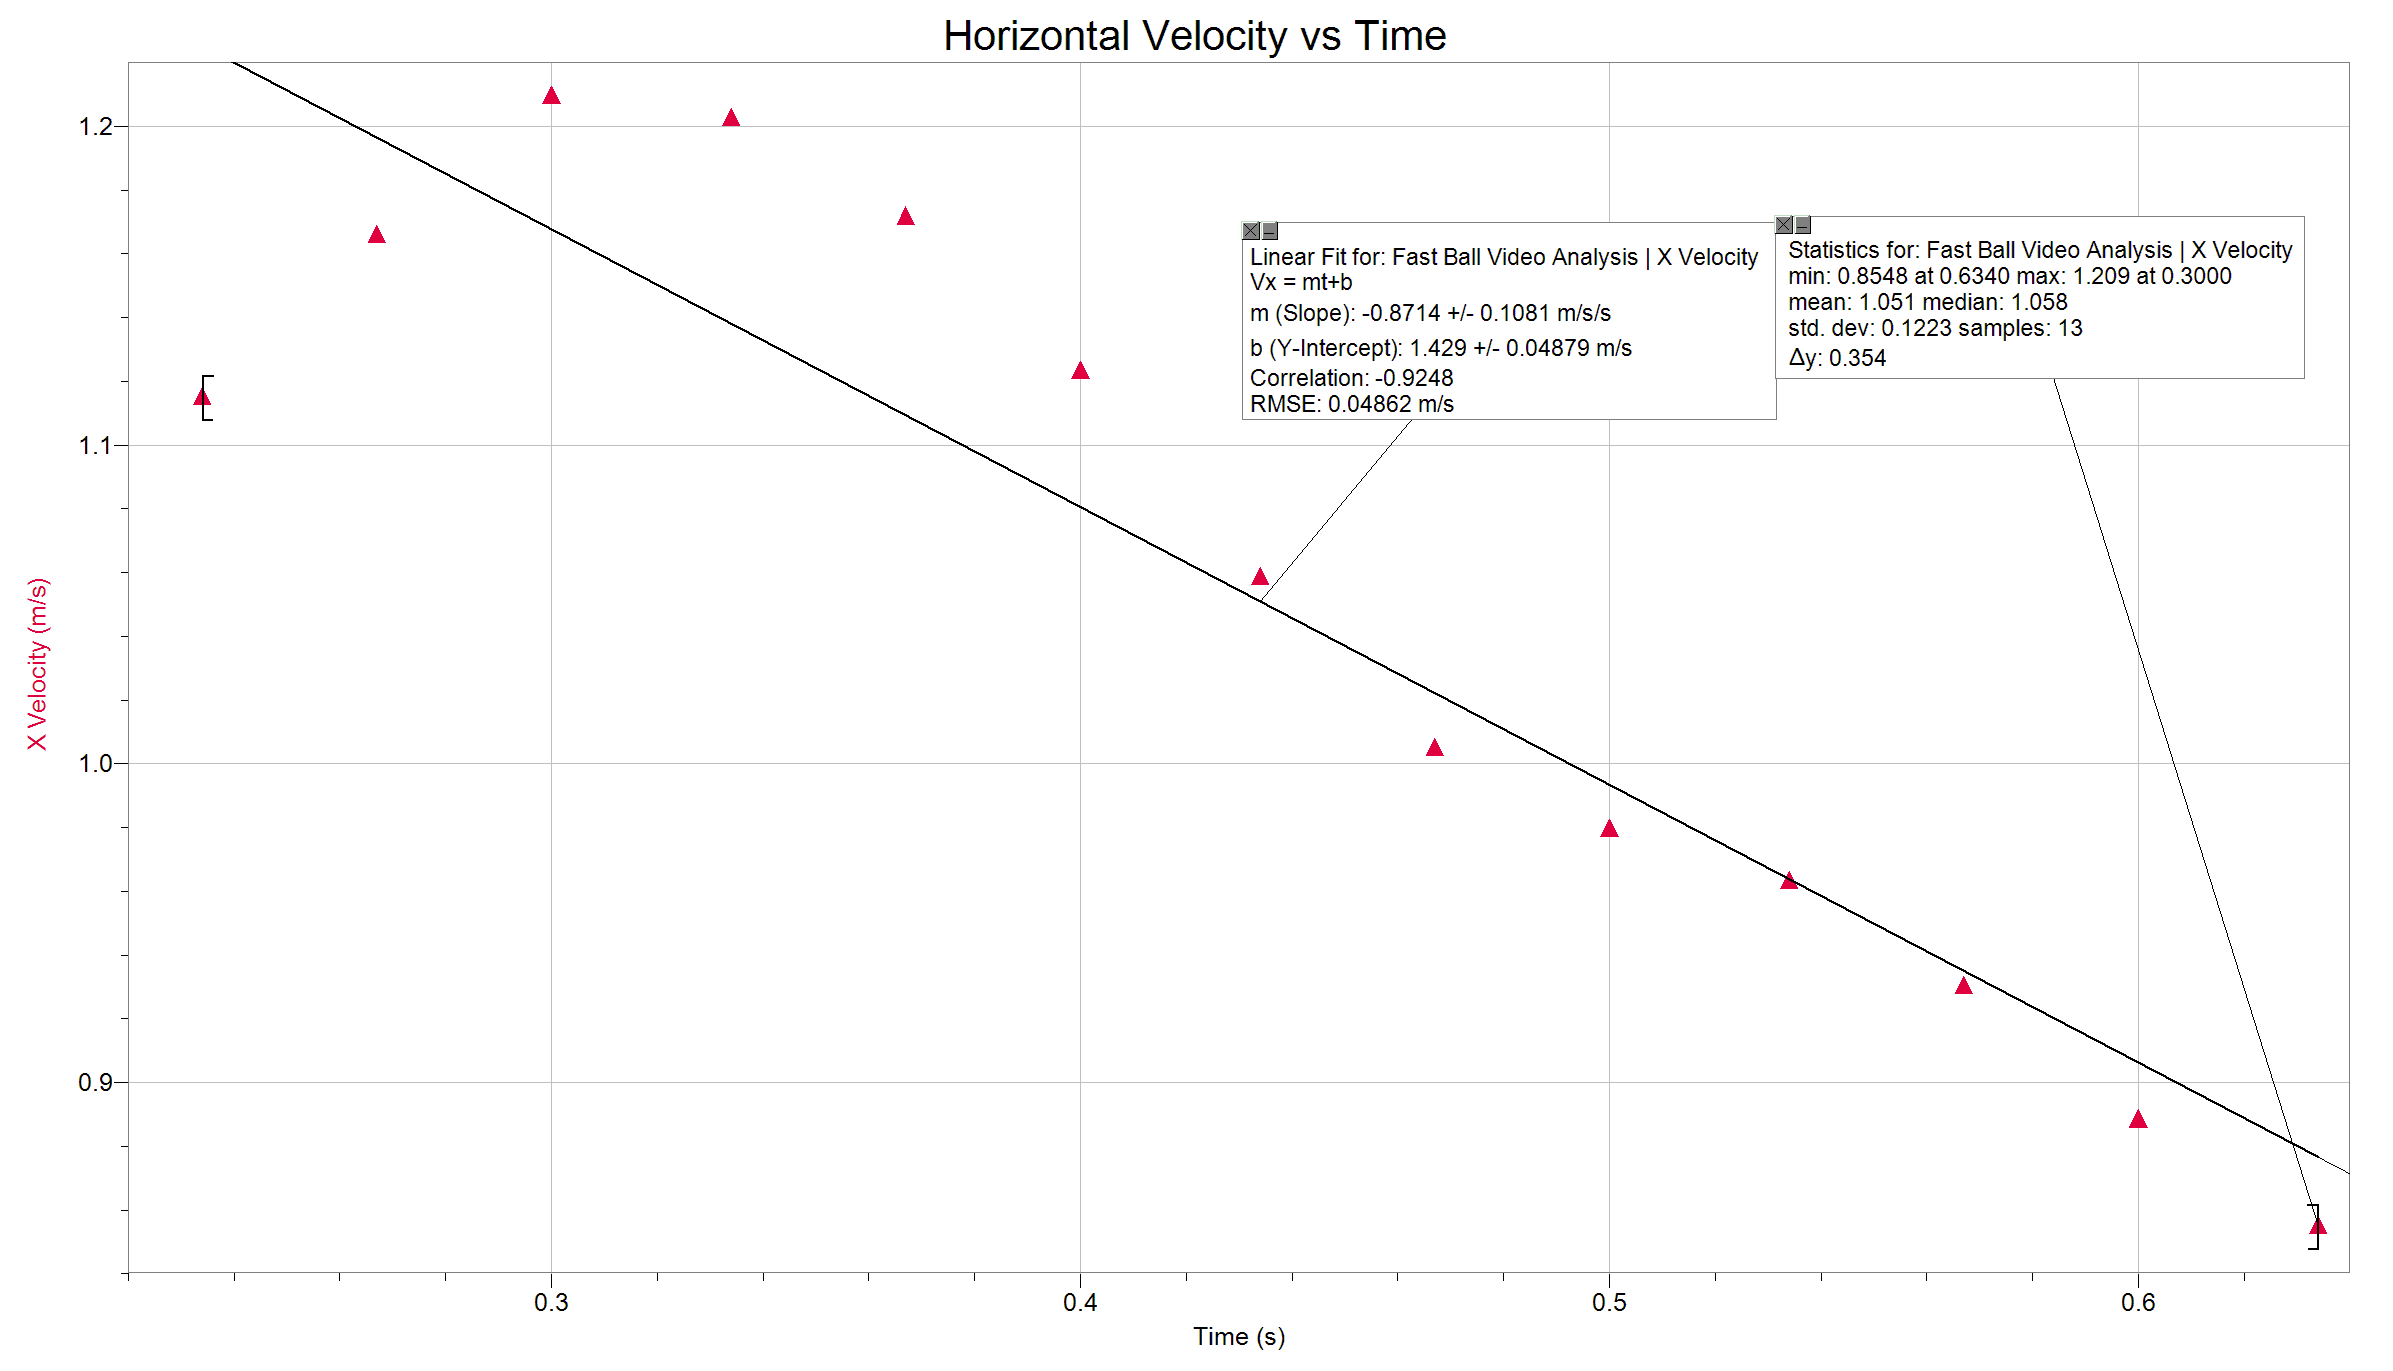 Horizontal Velocity vs Time
1.2
1.1
1.0
0.9
X Velocity (m/s)
Linear Fit for: Fast Ball Video Analysis | X Velocity
Vx = mt+b
m (Slope): -0.8714 +/- 0.1081 m/s/s
b (Y-Intercept): 1.429 +/- 0.04879 m/s
Correlation: -0.9248
RMSE: 0.04862 m/s
Statistics for: Fast Ball Video Analysis | X Velocity
min: 0.8548 at 0.6340 max: 1.209 at 0.3000
mean: 1.051 median: 1.058
std. dev: 0.1223 samples: 13
Δy: 0.354
0.3
0.4
0.5
0.6
Time (s)